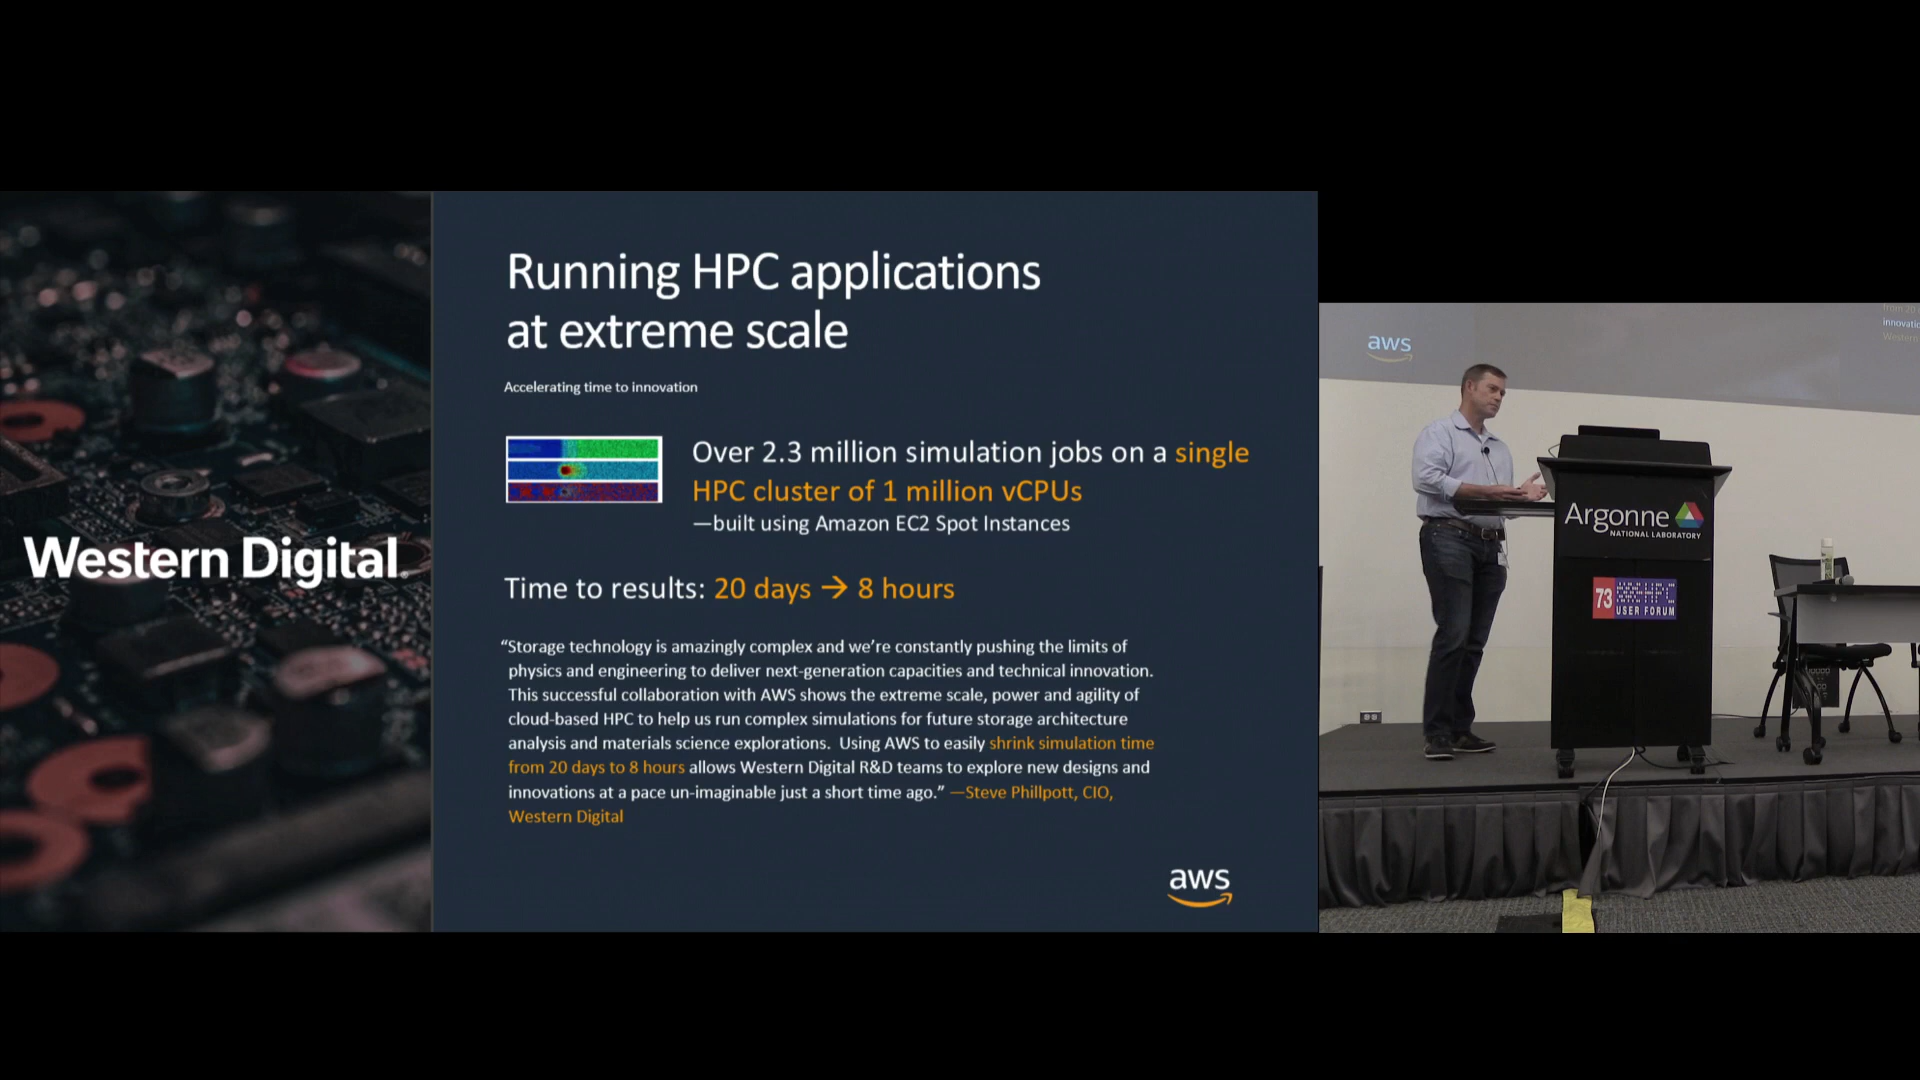 Western Digital
Running HPC applications
at extreme scale
Accelerating time to innovation
Over 2.3 million simulation jobs on a single
HPC cluster of 1 million vCPUs
—built using Amazon EC2 Spot Instances
Time to results: 20 days → 8 hours
“Storage technology is amazingly complex and we’re constantly pushing the limits of
physics and engineering to deliver next-generation capacities and technical innovation.
This successful collaboration with AWS shows the extreme scale, power and agility of
cloud-based HPC to help us run complex simulations for future storage architecture
analysis and materials science explorations.  Using AWS to easily shrink simulation time
from 20 days to 8 hours allows Western Digital R&D teams to explore new designs and
innovations at a pace un-imaginable just a short time ago.” —Steve Phillpott, CIO,
Western Digital
aws
aws
from 20
innovatio
Western
Argonne
NATIONAL LABORATORY
73
USER FORUM